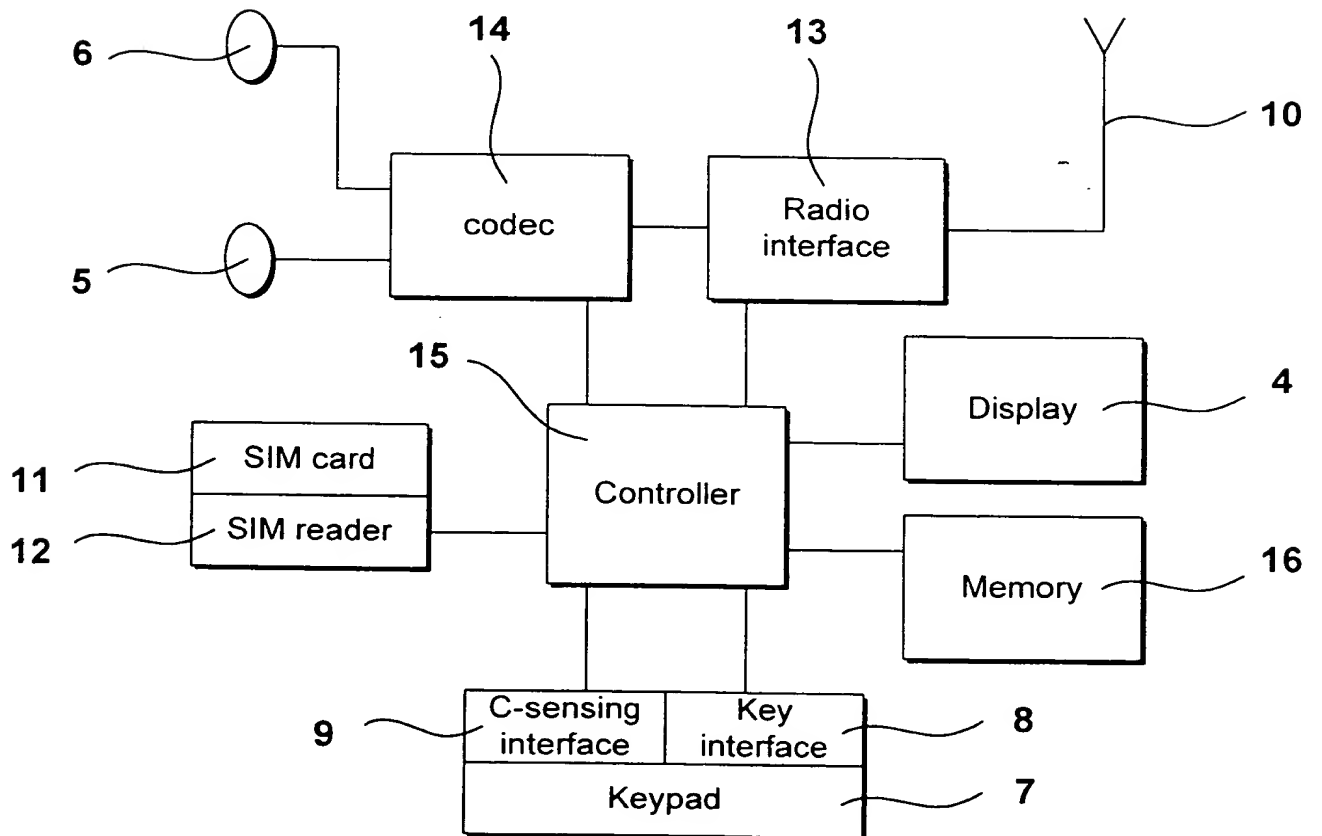 6
14
13
10
codec
Radio
interface
5
15
4
Display
SIM card
11
Controller
SIM reader
12
16
Memory
C-sensing
interface
Key
interface
9
8
Keypad
7